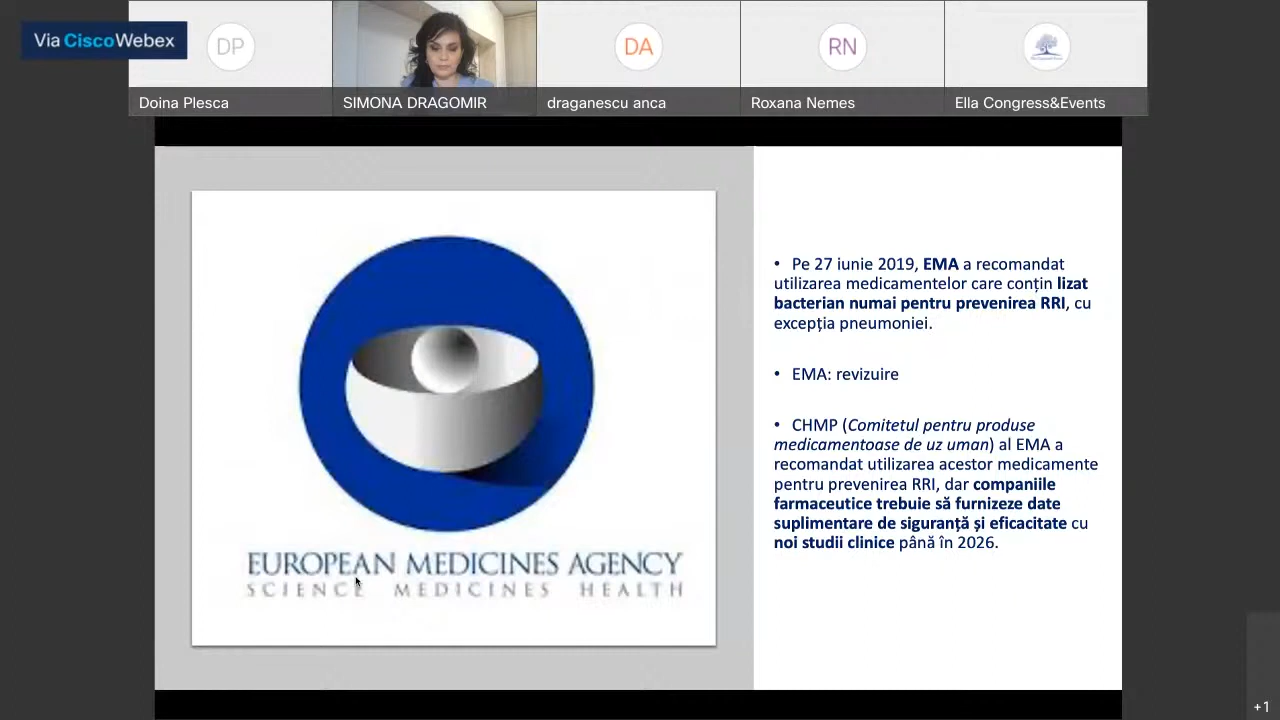 Via Cisco Webex
DP
DA
RN
Doina Plesca
SIMONA DRAGOMIR
draganescu anca
Roxana Nemes
Ella Congress&Events
EUROPEAN MEDICINES AGENCY
SCIENCE MEDICINES HEALTH
• Pe 27 iunie 2019, EMA a recomandat
utilizarea medicamentelor care conțin lizat
bacterian numai pentru prevenirea RRI, cu
excepția pneumoniei.
• EMA: revizuire
• CHMP (Comitetul pentru produse
medicamentoase de uz uman) al EMA a
recomandat utilizarea acestor medicamente
pentru prevenirea RRI, dar companiile
farmaceutice trebuie să furnizeze date
suplimentare de siguranță și eficacitate cu
noi studii clinice până în 2026.
+1